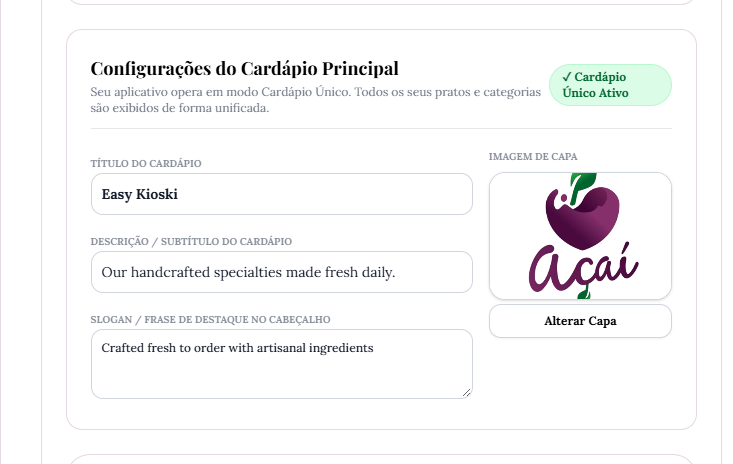 Configurações do Cardápio Principal
Seu aplicativo opera em modo Cardápio Único. Todos os seus pratos e categorias
são exibidos de forma unificada.
✓ Cardápio
Único Ativo
TÍTULO DO CARDÁPIO
Easy Kioski
DESCRIÇÃO / SUBTÍTULO DO CARDÁPIO
Our handcrafted specialties made fresh daily.
SLOGAN / FRASE DE DESTAQUE NO CABEÇALHO
Crafted fresh to order with artisanal ingredients
IMAGEM DE CAPA
Açaí
Alterar Capa